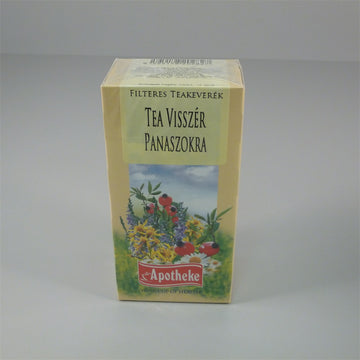 FILTERES TEAKEVERÉK
TEA VISSZÉR
PANASZOKRA
Apotheke